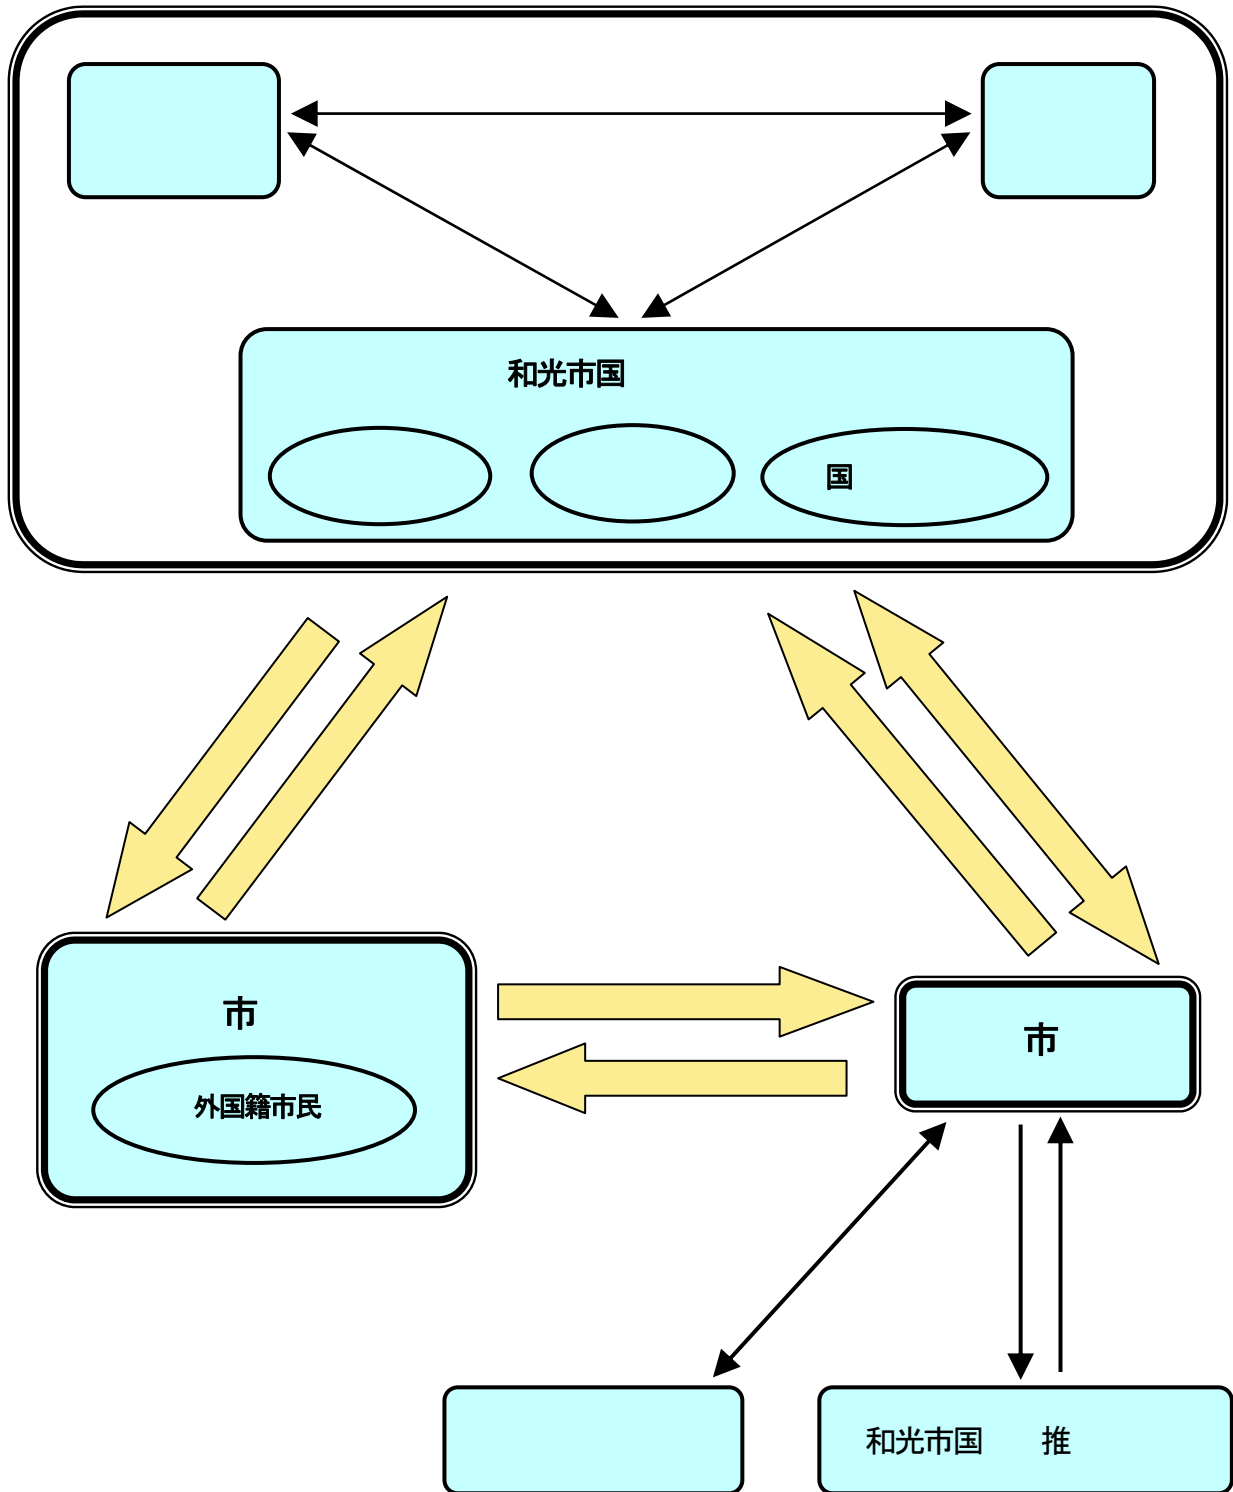 和光市国
国
市
外国籍市民
市
和光市国　　推